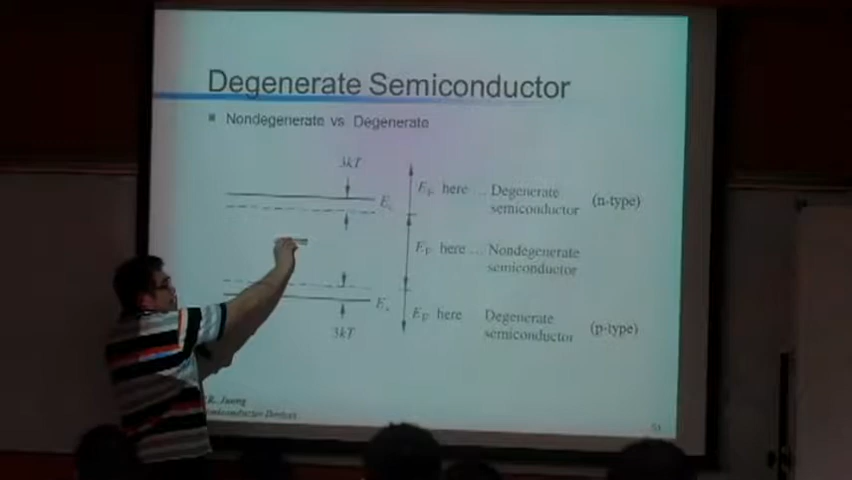 Degenerate Semiconductor
Nondegenerate vs Degenerate
3kT
E_F here ... Degenerate
semiconductor
(n-type)
E_c
E_F here ... Nondegenerate
semiconductor
E_v
E_F here Degenerate
semiconductor
(p-type)
3kT